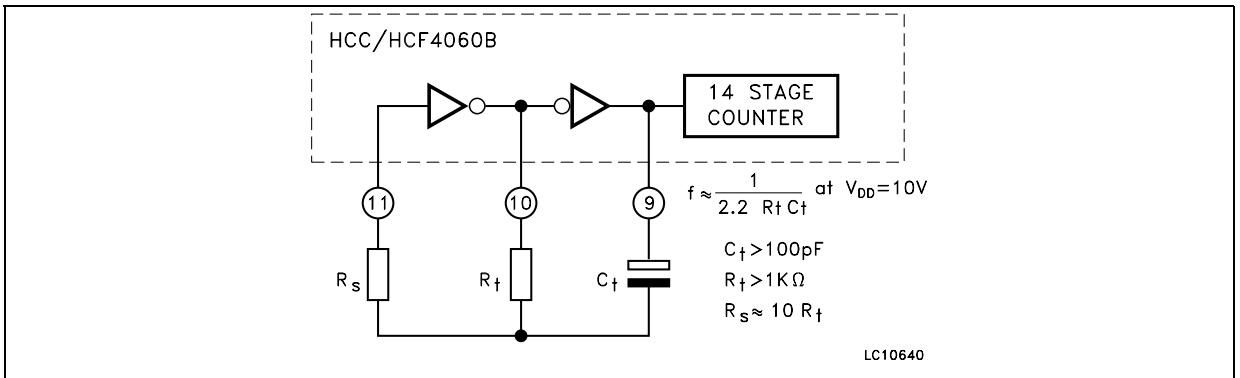 HCC/HCF4060B
14 STAGE
COUNTER
11
10
9
f ≈ 1 / 2.2 Rt Ct at VDD=10V
Rs
Rt
Ct
Ct>100pF
Rt>1KΩ
Rs≈ 10 Rt
LC10640